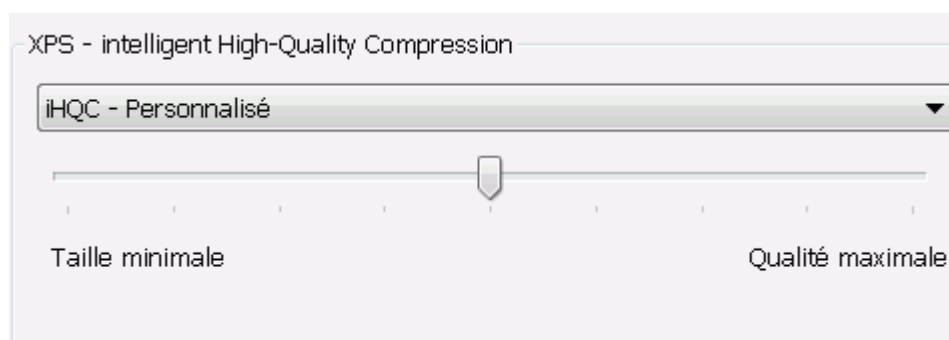 XPS - intelligent High-Quality Compression
iHQC - Personnalisé
Taille minimale
Qualité maximale